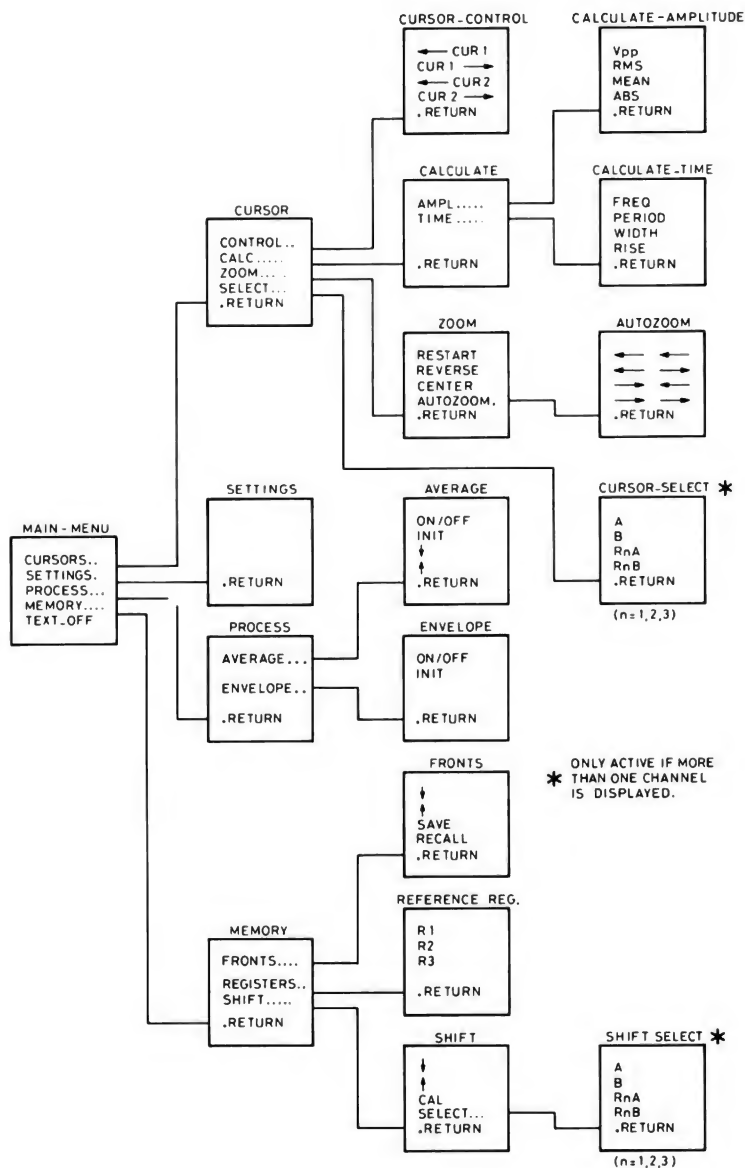 CURSOR-CONTROL
← CUR 1
CUR 1 →
← CUR2
CUR 2 →
.RETURN
CALCULATE-AMPLITUDE
Vpp
RMS
MEAN
ABS
.RETURN
CALCULATE
AMPL.....
TIME.....
.RETURN
CALCULATE-TIME
FREQ
PERIOD
WIDTH
RISE
.RETURN
CURSOR
CONTROL..
CALC.....
ZOOM.....
SELECT...
.RETURN
ZOOM
RESTART
REVERSE
CENTER
AUTOZOOM.
.RETURN
AUTOZOOM
← ←
← →
→ ←
→ →
.RETURN
CURSOR-SELECT *
A
B
RnA
RnB
.RETURN
(n=1,2,3)
MAIN-MENU
CURSORS..
SETTINGS.
PROCESS...
MEMORY....
TEXT-OFF
SETTINGS
.RETURN
AVERAGE
ON/OFF
INIT
↓
↑
.RETURN
PROCESS
AVERAGE...
ENVELOPE..
.RETURN
ENVELOPE
ON/OFF
INIT
.RETURN
* ONLY ACTIVE IF MORE
THAN ONE CHANNEL
IS DISPLAYED.
FRONTS
↓
↑
SAVE
RECALL
.RETURN
MEMORY
FRONTS....
REGISTERS..
SHIFT.....
.RETURN
REFERENCE REG.
R1
R2
R3
.RETURN
SHIFT
↓
↑
CAL
SELECT...
.RETURN
SHIFT SELECT *
A
B
RnA
RnB
.RETURN
(n=1,2,3)